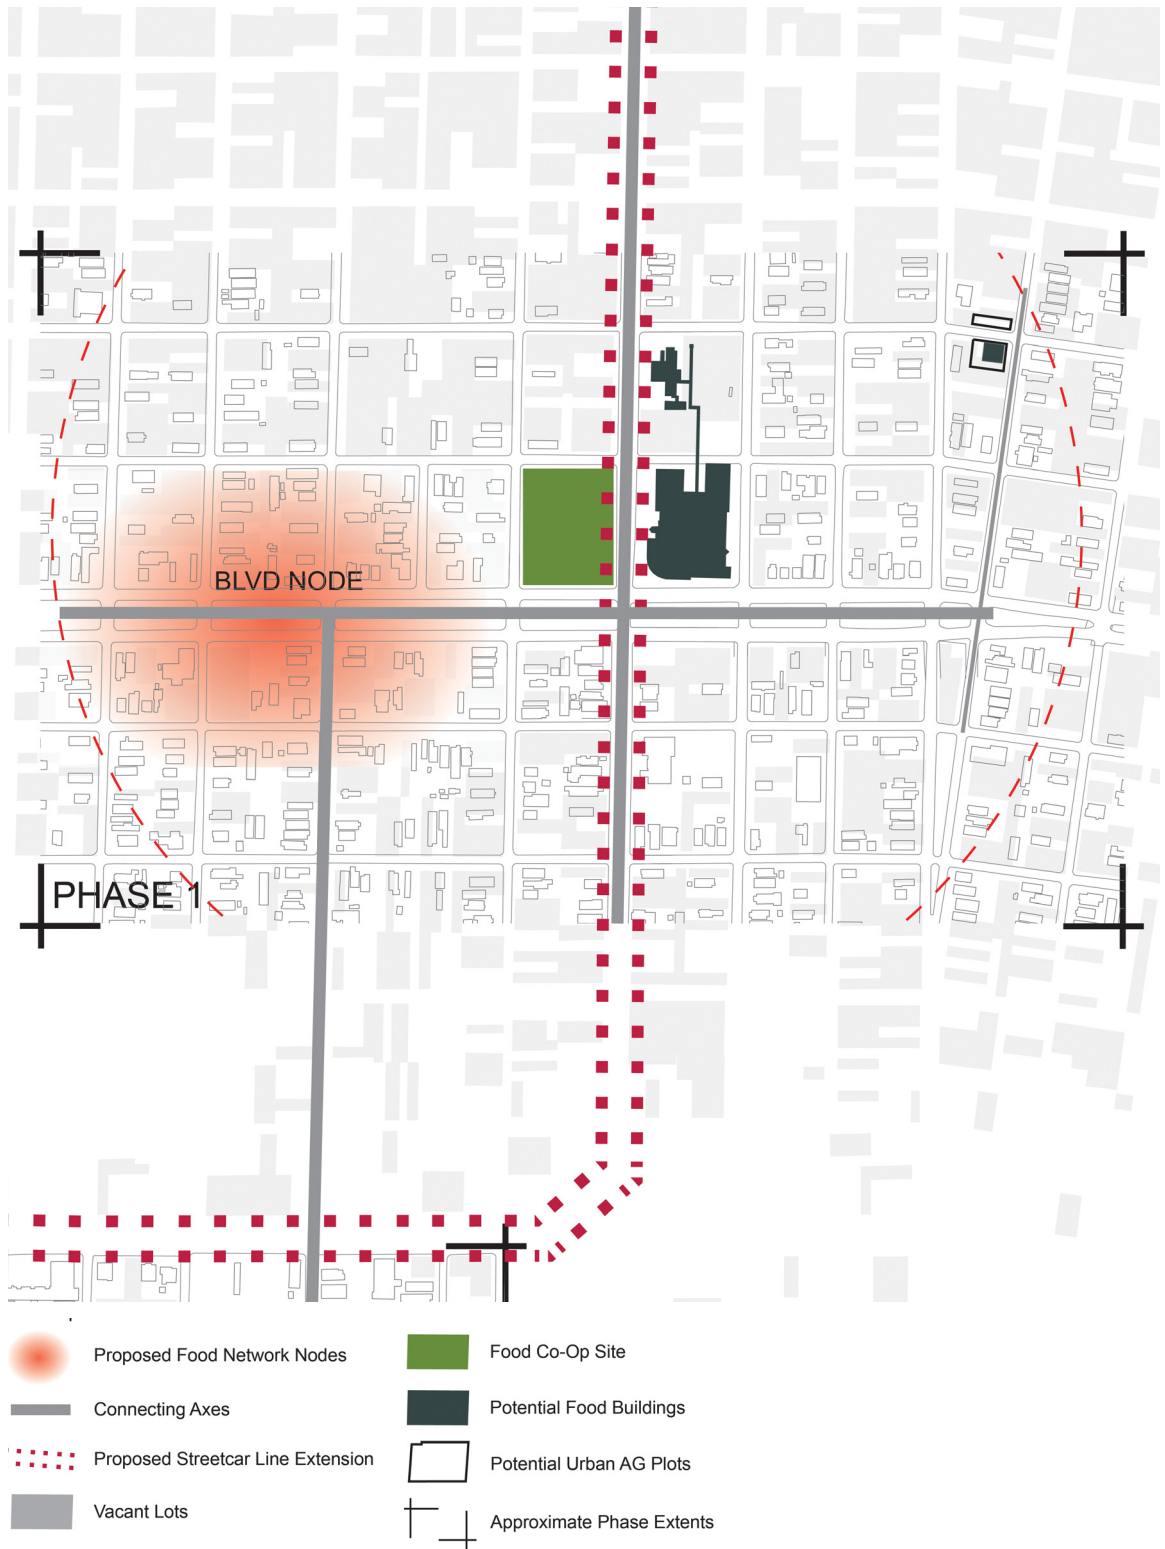 BLVD NODE
PHASE 1
Proposed Food Network Nodes
Food Co-Op Site
Connecting Axes
Potential Food Buildings
Proposed Streetcar Line Extension
Potential Urban AG Plots
Vacant Lots
Approximate Phase Extents